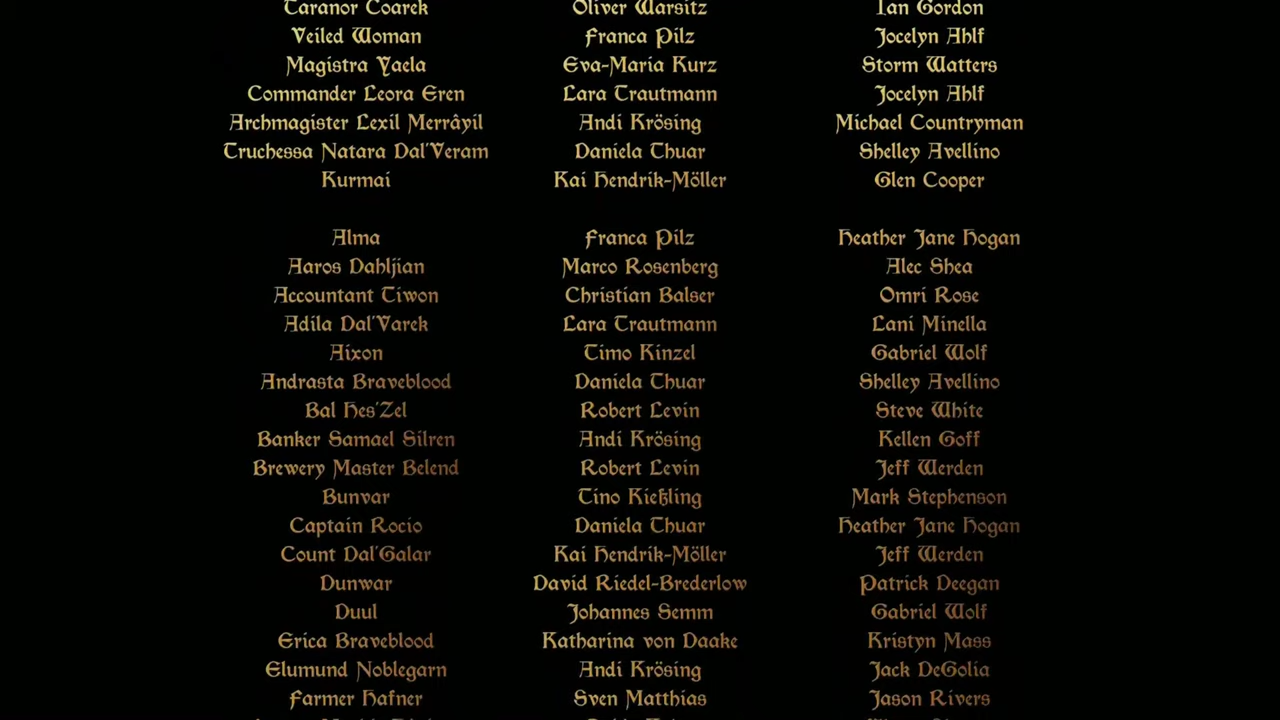 Taranor Coarek Oliver Warsitz Ian Gordon
Veiled Woman Franca Pilz Jocelyn Ahlf
Magistra Yaela Eva-Maria Kurz Storm Watters
Commander Leora Eren Lara Trautmann Jocelyn Ahlf
Archmagister Lexil Merrâyil Andi Krösing Michael Countryman
Truchessa Natara Dal'Veram Daniela Thuar Shelley Avellino
Kurmai Kai Hendrik-Möller Glen Cooper
Alma Franca Pilz Heather Jane Hogan
Aaros Dahljian Marco Rosenberg Alec Shea
Accountant Tiwon Christian Balser Omri Rose
Adila Dal'Varek Lara Trautmann Lani Minella
Aixon Timo Kinzel Gabriel Wolf
Andrasta Braveblood Daniela Thuar Shelley Avellino
Bal Hes'Zel Robert Levin Steve White
Banker Samael Silren Andi Krösing Kellen Goff
Brewery Master Belend Robert Levin Jeff Werden
Bunvar Tino Kießling Mark Stephenson
Captain Rocio Daniela Thuar Heather Jane Hogan
Count Dal'Galar Kai Hendrik-Möller Jeff Werden
Dunwar David Riedel-Brederlow Patrick Deegan
Duul Johannes Semm Gabriel Wolf
Erica Braveblood Katharina von Daake Kristyn Mass
Elumund Noblegarn Andi Krösing Jack DeGolia
Farmer Hafner Sven Matthias Jason Rivers